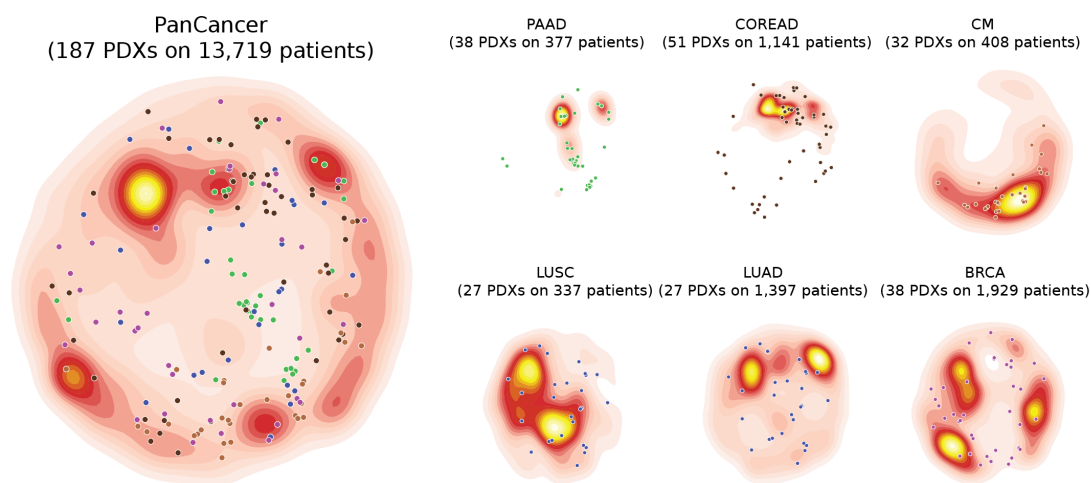 PanCancer
(187 PDXs on 13,719 patients)
PAAD
(38 PDXs on 377 patients)
COREAD
(51 PDXs on 1,141 patients)
CM
(32 PDXs on 408 patients)
LUSC
(27 PDXs on 337 patients)
LUAD
(27 PDXs on 1,397 patients)
BRCA
(38 PDXs on 1,929 patients)